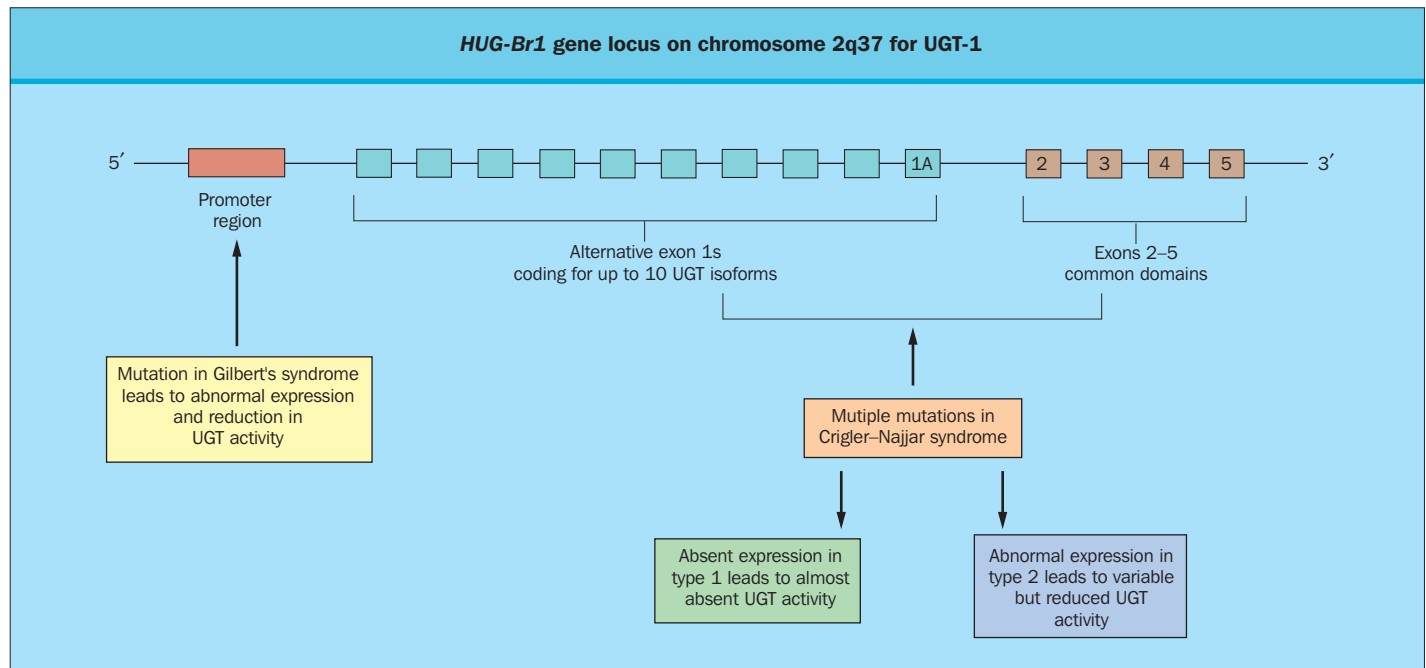 HUG-Br1 gene locus on chromosome 2q37 for UGT-1
5′
1A
2
3
4
5
3′
Promoter
region
Alternative exon 1s
coding for up to 10 UGT isoforms
Exons 2–5
common domains
Mutation in Gilbert's syndrome
leads to abnormal expression
and reduction in
UGT activity
Mutiple mutations in
Crigler–Najjar syndrome
Absent expression in
type 1 leads to almost
absent UGT activity
Abnormal expression in
type 2 leads to variable
but reduced UGT
activity